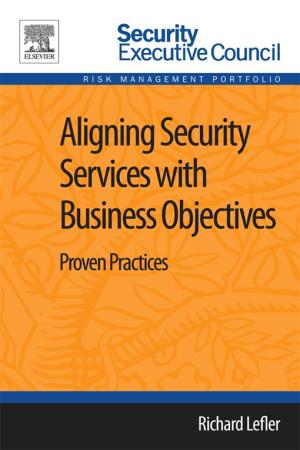 ELSEVIER
Security
Executive Council
RISK MANAGEMENT PORTFOLIO
Aligning Security
Services with
Business Objectives
Proven Practices
Richard Lefler